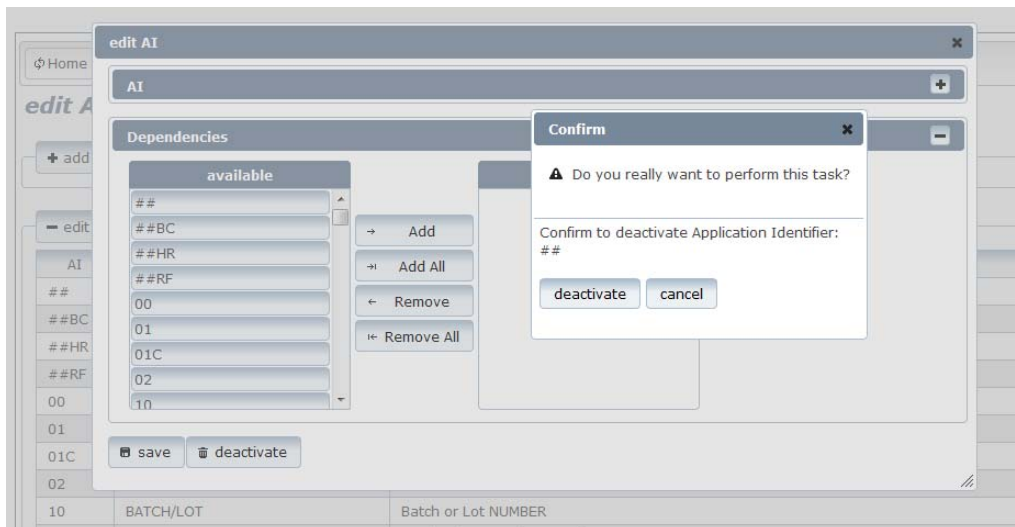 edit AI
Home
AI
edit A
Dependencies
Confirm
add
available
Do you really want to perform this task?
##
##BC
Add
##HR
Add All
##RF
Remove
00
Remove All
01
01C
02
10
Confirm to deactivate Application Identifier:
##
deactivate cancel
edit
AI
##
##BC
##HR
##RF
00
01
01C
02
save deactivate
10 BATCH/LOT Batch or Lot NUMBER